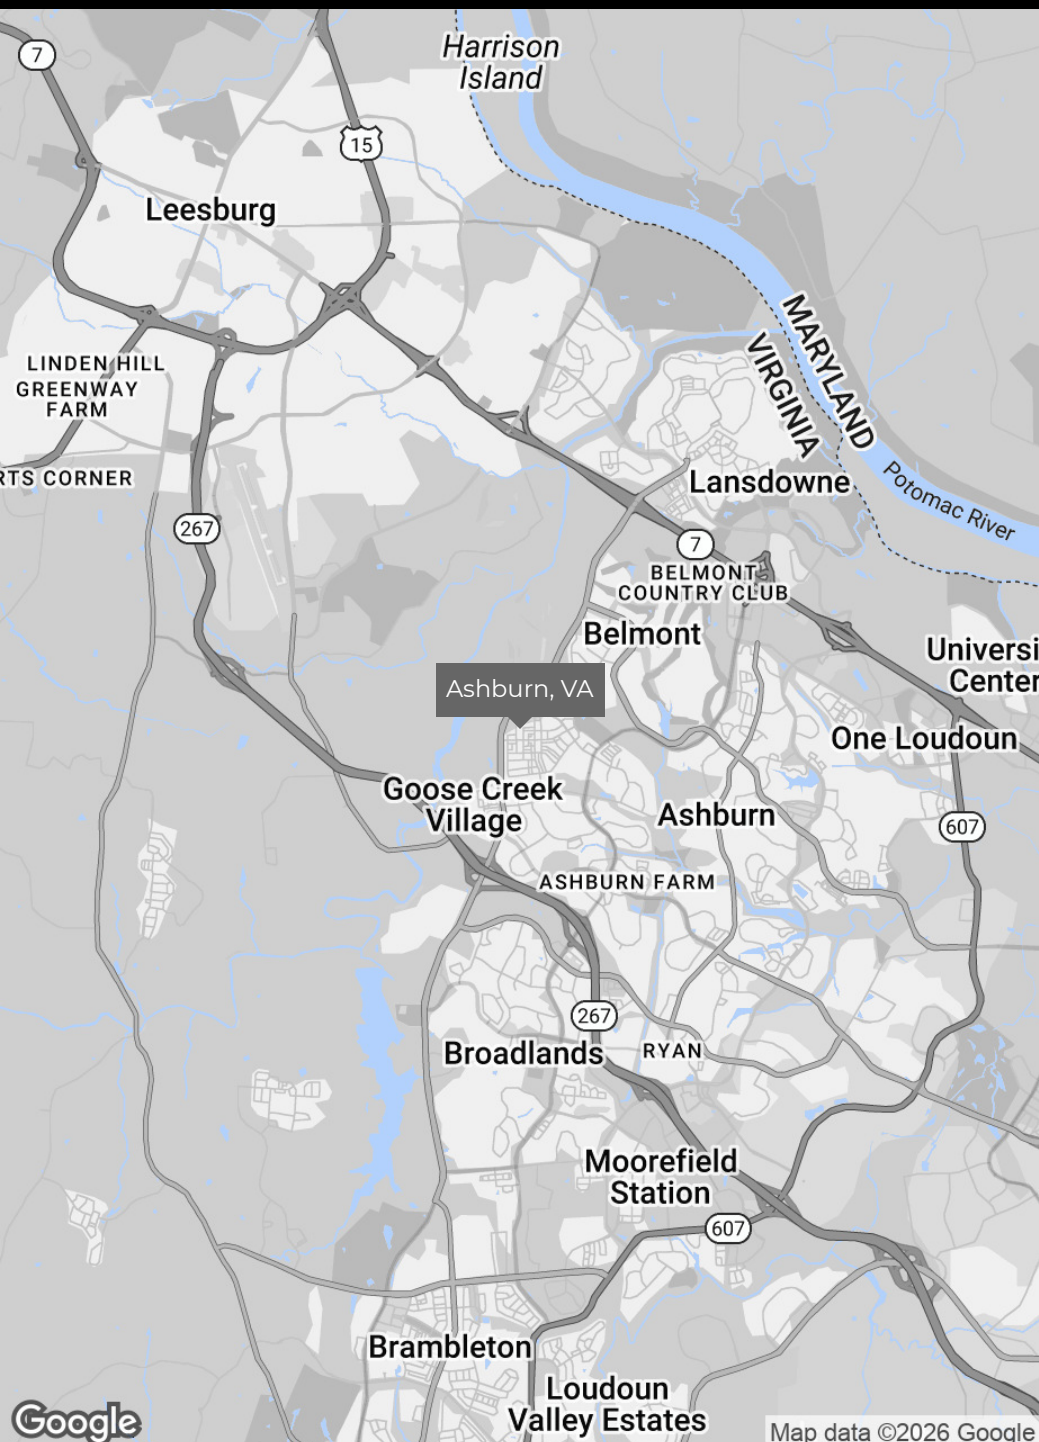 7
Harrison
Island
15
Leesburg
MARYLAND
VIRGINIA
LINDEN HILL
GREENWAY
FARM
RTS CORNER
Lansdowne
Potomac River
267
7
BELMONT
COUNTRY CLUB
Belmont
Universi
Center
Ashburn, VA
One Loudoun
Goose Creek
Village
Ashburn
607
ASHBURN FARM
267
Broadlands
RYAN
Moorefield
Station
607
Brambleton
Loudoun
Valley Estates
Google
Map data ©2026 Google